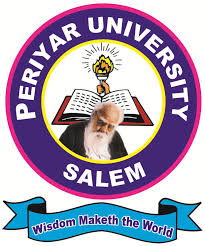 PERIYAR UNIVERSITY
SALEM
Wisdom Maketh the World